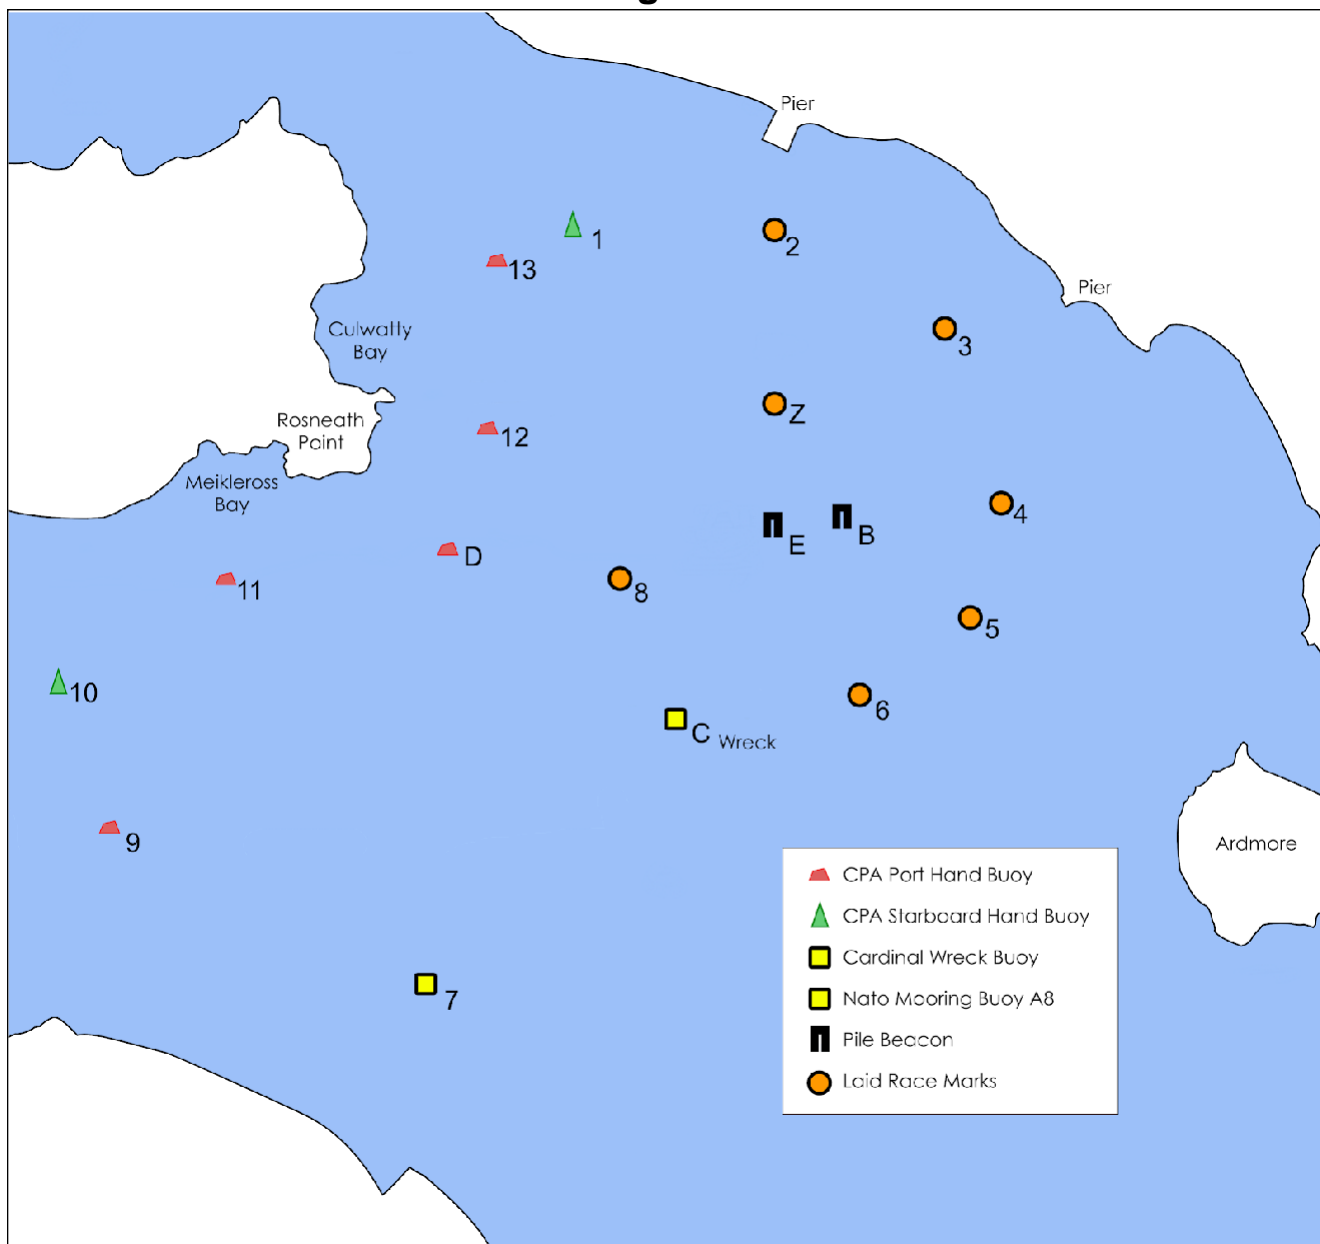 Pier
1
2
13
Pier
Culwatty
Bay
3
Z
Rosneath
Point
12
Meikleross
Bay
4
B
E
D
11
8
5
10
6
C Wreck
9
Ardmore
CPA Port Hand Buoy
CPA Starboard Hand Buoy
Cardinal Wreck Buoy
Nato Mooring Buoy A8
Pile Beacon
Laid Race Marks
7